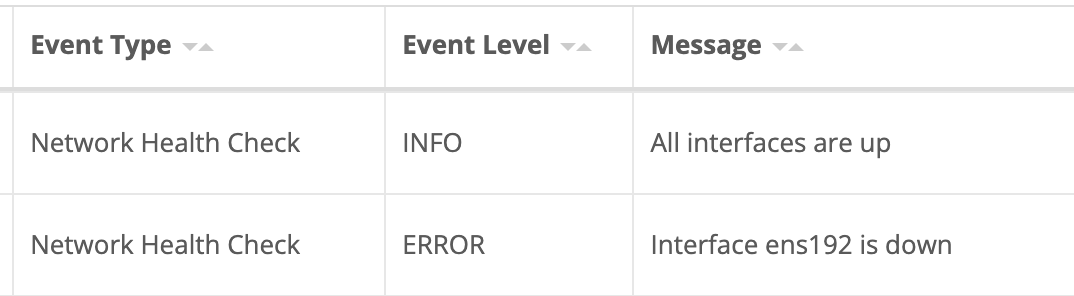 Event Type Event Level Message
Network Health Check INFO All interfaces are up
Network Health Check ERROR Interface ens192 is down